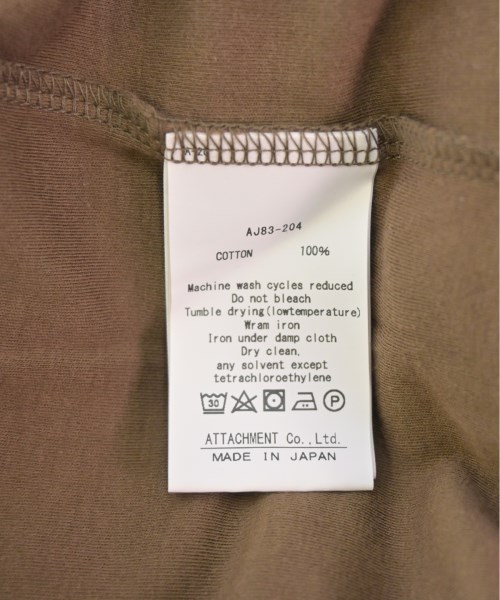 AJ83-204
COTTON 100%
Machine wash cycles reduced
Do not bleach
Tumble drying(lowtemperature)
Wram iron
Iron under damp cloth
Dry clean,
any solvent except
tetrachloroethylene
30 P
ATTACHMENT Co.,Ltd.
MADE IN JAPAN